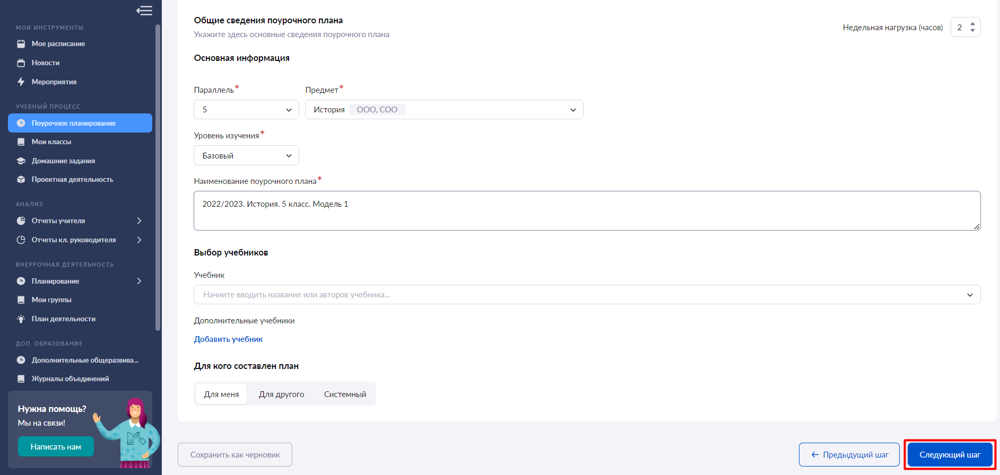 МОИ ИНСТРУМЕНТЫ
Мое расписание
Новости
Мероприятия
УЧЕБНЫЙ ПРОЦЕСС
Поурочное планирование
Мои классы
Домашние задания
Проектная деятельность
АНАЛИЗ
Отчеты учителя
Отчеты кл. руководителя
ВНЕУРОЧНАЯ ДЕЯТЕЛЬНОСТЬ
Планирование
Мои группы
План деятельности
ДОП. ОБРАЗОВАНИЕ
Дополнительные общеразвива...
Журналы объединений
Нужна помощь?
Мы на связи!
Написать нам
Общие сведения поурочного плана
Укажите здесь основные сведения поурочного плана
Недельная нагрузка (часов) 2
Основная информация
Параллель* Предмет*
5 История ООО, СОО
Уровень изучения*
Базовый
Наименование поурочного плана*
2022/2023. История. 5 класс. Модель 1
Выбор учебников
Учебник
Начните вводить название или авторов учебника...
Дополнительные учебники
Добавить учебник
Для кого составлен план
Для меня Для другого Системный
Сохранить как черновик Предыдущий шаг Следующий шаг